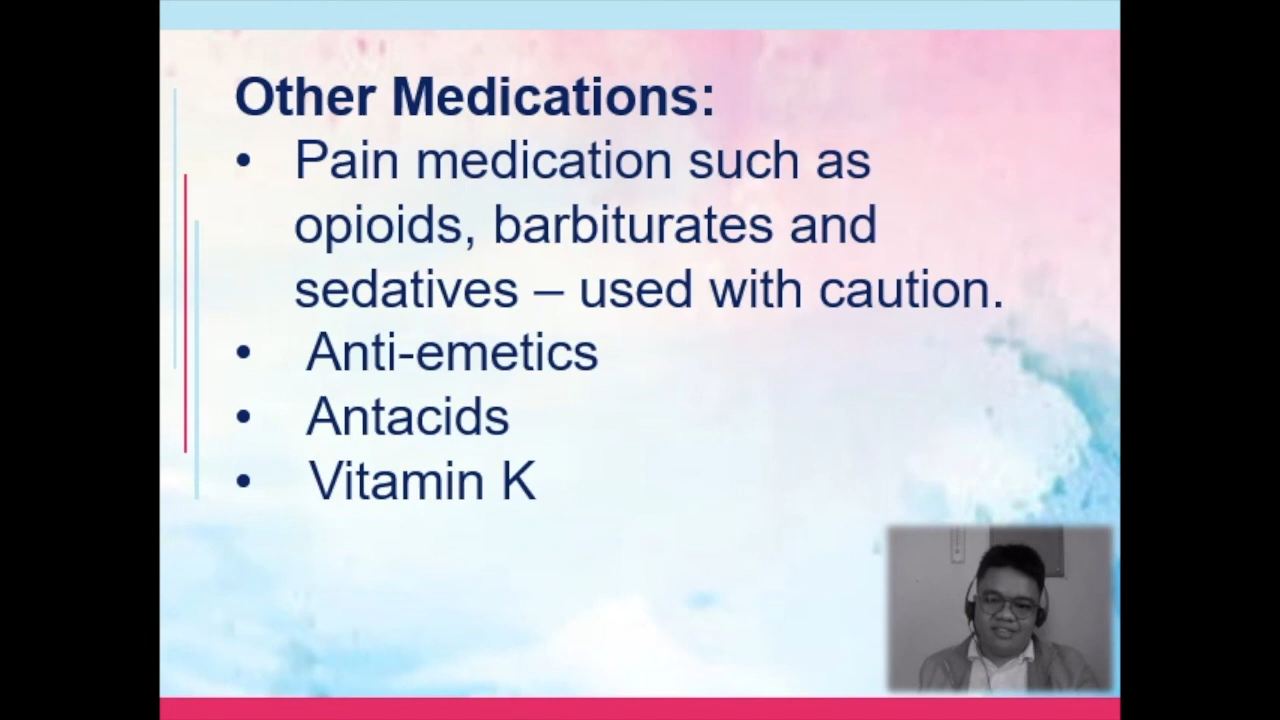 Other Medications:
• Pain medication such as
opioids, barbiturates and
sedatives – used with caution.
• Anti-emetics
• Antacids
• Vitamin K